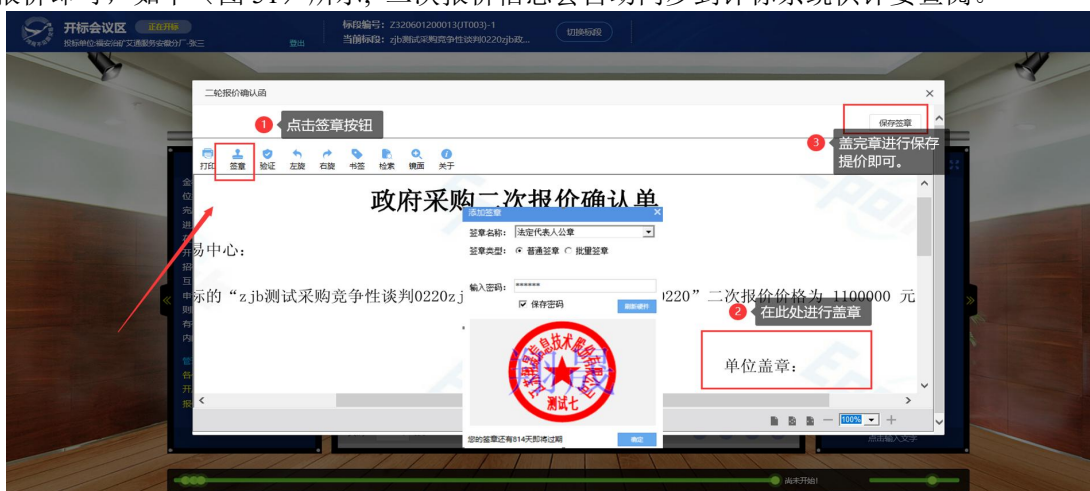 报价即可，如下（图 51）所示，二次报价信息会自动同步到评标系统供评委查阅。
开标会议区 正在开标
投标单位:福安治矿交通服务安徽分厂-张三 登出
标段编号：Z320601200013(JT003)-1
当前标段：zjb测试采购竞争性谈判0220zjb政...
切换标段
二轮报价确认函 ×
1 点击签章按钮
保存签章
3 盖完章进行保存
提价即可。
打印 签章 验证 左旋 右旋 书签 检索 镜面 关于
政府采购二次报价确认单
添加签章 ×
签章名称： 法定代表人公章
签章类型： 普通签章 批量签章
易中心：
输入密码： ******
标的“zjb测试采购竞争性谈判0220zj
0220”二次报价价格为 1100000 元
保存密码 刷新硬件
2 在此处进行盖章
单位盖章：
测试七
您的签章还有814天即将过期 确定
100%
点击输入文字
尚未开始!